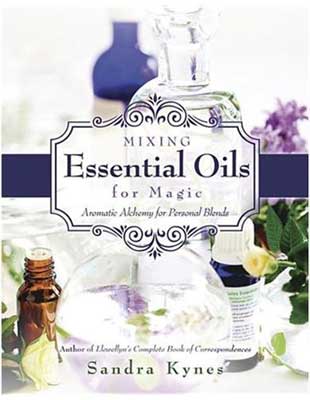 MIXING
Essential Oils
for Magic
Aromatic Alchemy for Personal Blends
Author of Llewellyn's Complete Book of Correspondences
Sandra Kynes